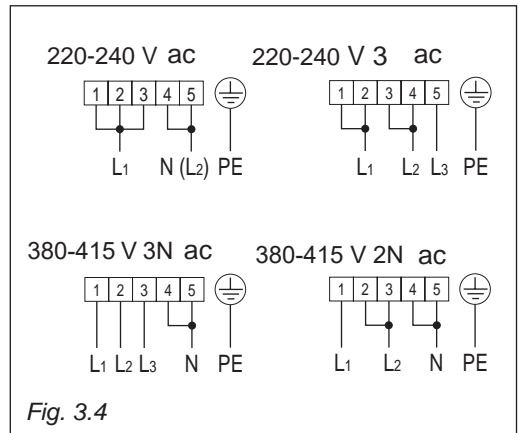 220-240 V ac
1 2 3 4 5
L1 N (L2) PE
220-240 V 3 ac
1 2 3 4 5
L1 L2 L3 PE
380-415 V 3N ac
1 2 3 4 5
L1 L2 L3 N PE
380-415 V 2N ac
1 2 3 4 5
L1 L2 N PE
Fig. 3.4